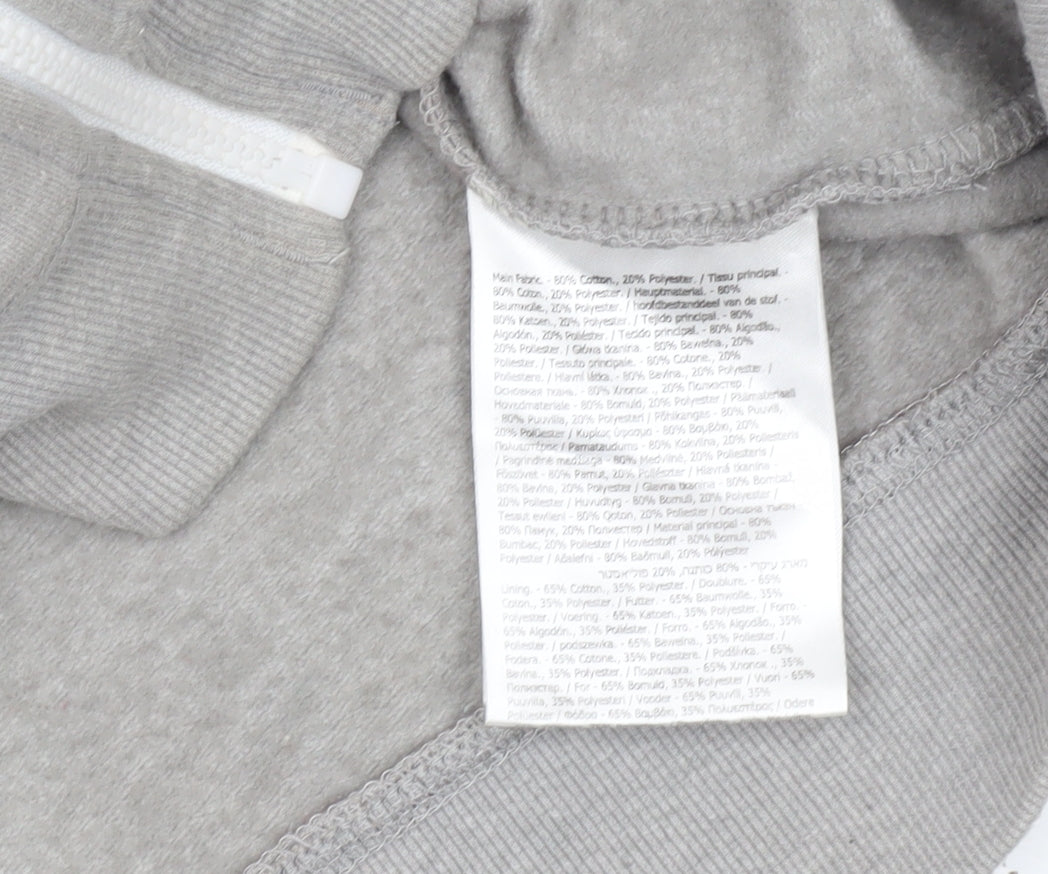 Main Fabric. - 80% Cotton., 20% Polyester. / Tissu principal. -
80% Coton., 20% Polyester. / Hauptmaterial. - 80%
Baumwolle., 20% Polyester. / hoofdbestanddeel van de stof. -
80% Katoen., 20% Polyester. / Tejido principal. - 80%
Algodón., 20% Poliéster. / Tecido principal. - 80% Algodão.,
20% Poliester. / Główna tkanina. - 80% Bawełna., 20%
Poliester. / Tessuto principale. - 80% Cotone., 20%
Poliestere. / Hlavní látka. - 80% Bavlna., 20% Polyester. /
Основная ткань. - 80% Хлопок.., 20% Полиэстер /
Hovedmateriale - 80% Bomuld, 20% Polyester / Päämateriaali
- 80% Puuvilla, 20% Polyesteri / Põhikangas - 80% Puuvill,
20% Polüester / Κυρίως ύφασμα - 80% Βαμβάκι, 20%
Πολυεστέρας / Pamataudums - 80% Kokvilna, 20% Poliesteris
/ Pagrindinė medžiaga - 80% Medvilnė, 20% Poliesteris /
Főszövet - 80% Pamut, 20% Poliészter / Hlavná tkanina -
80% Bavlna, 20% Polyester / Glavna tkanina - 80% Bombaž,
20% Poliester / Huvudtyg - 80% Bomull, 20% Polyester /
Tessut ewlieni - 80% Qoton, 20% Poliester / Основна тъкан -
80% Памук, 20% Полиестер / Material principal - 80%
Bumbac, 20% Poliester / Hovedstoff - 80% Bomull, 20%
Polyester / Aðalefni - 80% Baðmull, 20% Pólýester
מארג עיקרי - 80% כותנה, 20% פוליאסטר
Lining. - 65% Cotton., 35% Polyester. / Doublure. - 65%
Coton., 35% Polyester. / Futter. - 65% Baumwolle., 35%
Polyester. / Voering. - 65% Katoen., 35% Polyester. / Forro. -
65% Algodón., 35% Poliéster. / Forro. - 65% Algodão., 35%
Poliester. / podszewka. - 65% Bawełna., 35% Poliester. /
Fodera. - 65% Cotone., 35% Poliestere. / Podšívka. - 65%
Bavlna., 35% Polyester. / Подкладка. - 65% Хлопок .., 35%
Полиэстер. / For - 65% Bomuld, 35% Polyester / Vuori - 65%
Puuvilla, 35% Polyesteri / Vooder - 65% Puuvill, 35%
Polüester / Φόδρα - 65% Βαμβάκι, 35% Πολυεστέρας / Odere